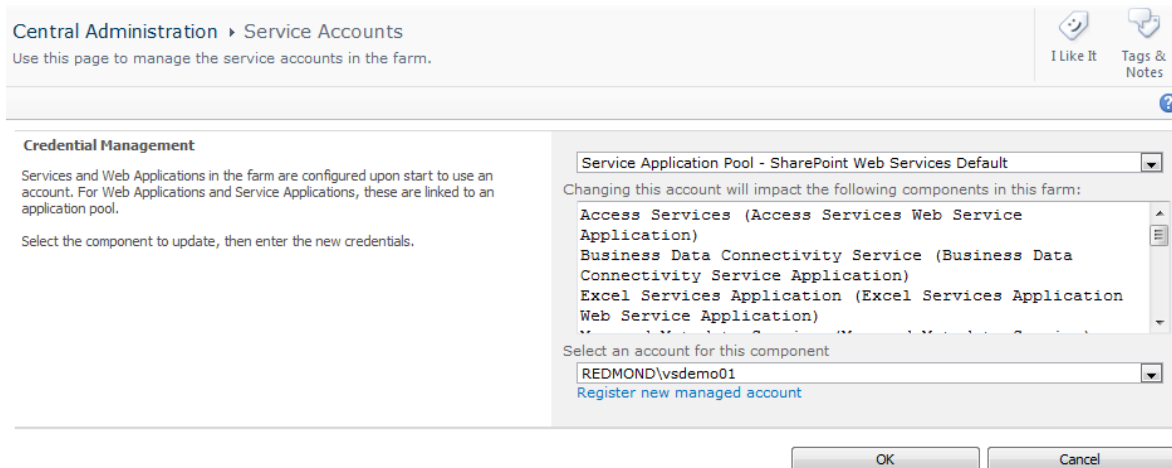 Central Administration ▸ Service Accounts
Use this page to manage the service accounts in the farm.
I Like It
Tags &
Notes
Credential Management
Services and Web Applications in the farm are configured upon start to use an
account. For Web Applications and Service Applications, these are linked to an
application pool.
Select the component to update, then enter the new credentials.
Service Application Pool - SharePoint Web Services Default
Changing this account will impact the following components in this farm:
Access Services (Access Services Web Service
Application)
Business Data Connectivity Service (Business Data
Connectivity Service Application)
Excel Services Application (Excel Services Application
Web Service Application)
Select an account for this component
REDMOND\vsdemo01
Register new managed account
OK
Cancel